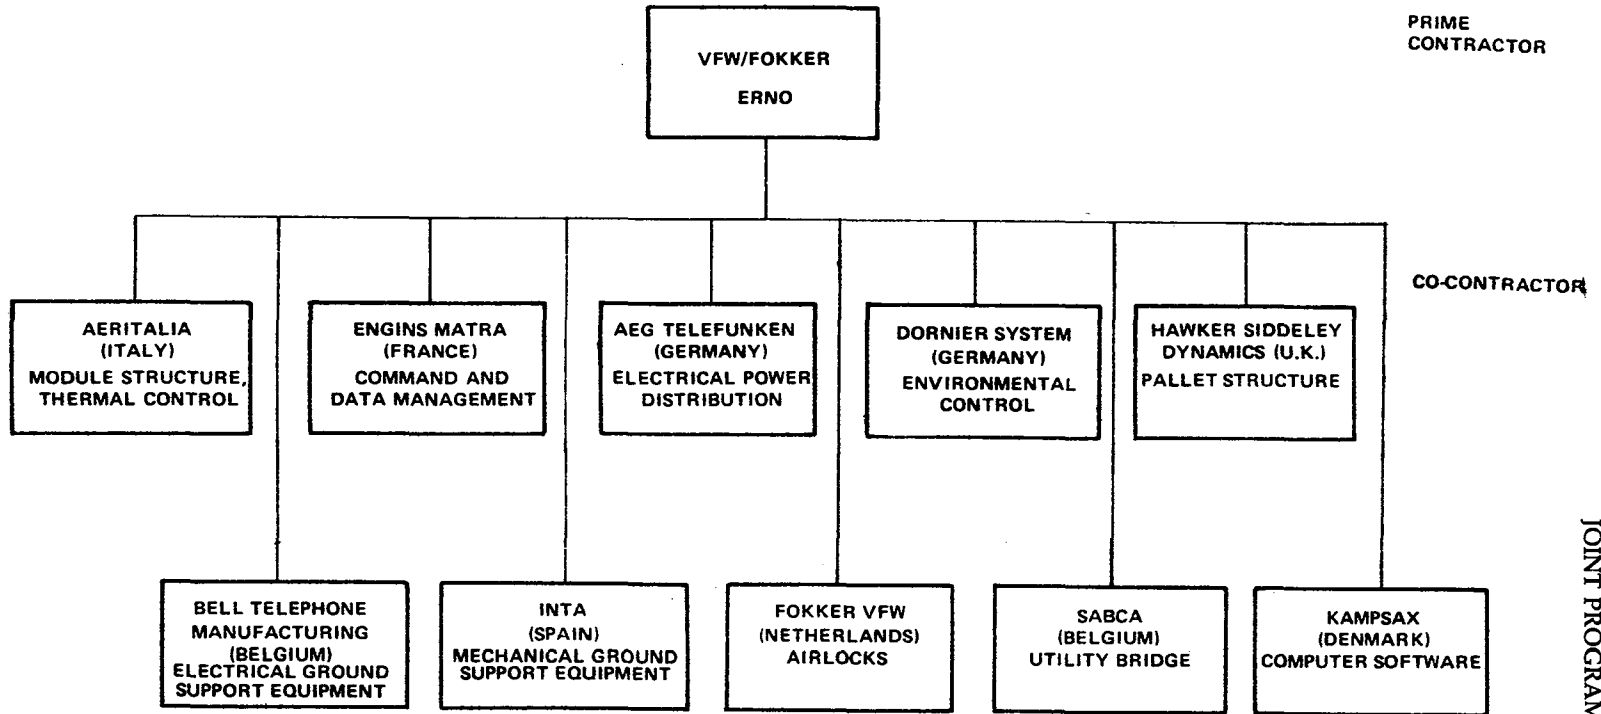 PRIME
CONTRACTOR
VFW/FOKKER
ERNO
CO-CONTRACTOR
AERITALIA
(ITALY)
MODULE STRUCTURE,
THERMAL CONTROL
ENGINS MATRA
(FRANCE)
COMMAND AND
DATA MANAGEMENT
AEG TELEFUNKEN
(GERMANY)
ELECTRICAL POWER
DISTRIBUTION
DORNIER SYSTEM
(GERMANY)
ENVIRONMENTAL
CONTROL
HAWKER SIDDELEY
DYNAMICS (U.K.)
PALLET STRUCTURE
BELL TELEPHONE
MANUFACTURING
(BELGIUM)
ELECTRICAL GROUND
SUPPORT EQUIPMENT
INTA
(SPAIN)
MECHANICAL GROUND
SUPPORT EQUIPMENT
FOKKER VFW
(NETHERLANDS)
AIRLOCKS
SABCA
(BELGIUM)
UTILITY BRIDGE
KAMPSAX
(DENMARK)
COMPUTER SOFTWARE
JOINT PROGRAM